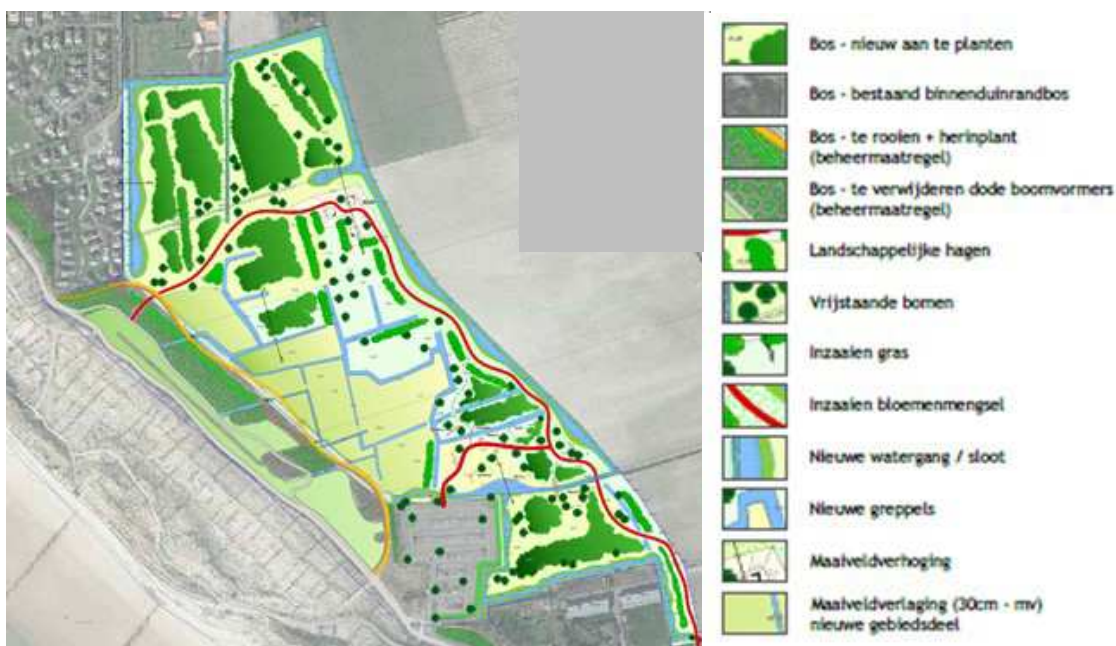 Bos - nieuw aan te planten
Bos - bestaand binnenduinrandbos
Bos - te rooien + herinplant
(beheermaatregel)
Bos - te verwijderen dode boomvormers
(beheermaatregel)
Landschappelijke hagen
Vrijstaande bomen
Inzaaien gras
Inzaaien bloemenmengsel
Nieuwe watergang / sloot
Nieuwe greppels
Maaiveldverhoging
Maaiveldverlaging (30cm - mv)
nieuwe gebiedsdeel